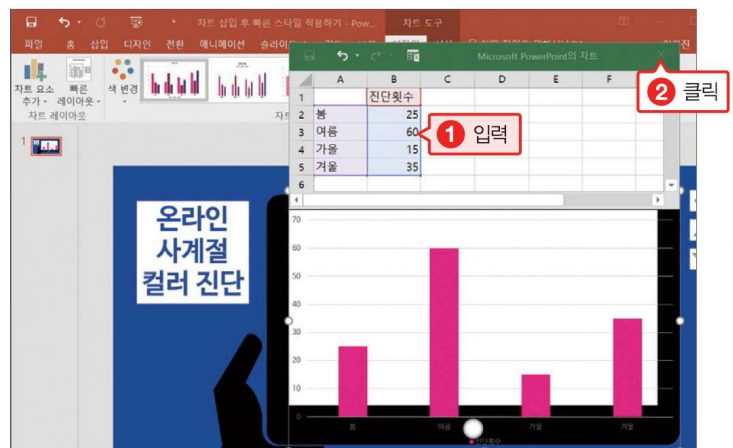 차트 삽입 후 빠른 스타일 적용하기 - Pow...
차트 도구
파일 홈 삽입 디자인 전환 애니메이션 슬라이드
Microsoft PowerPoint의 차트
차트 요소 추가
빠른 레이아웃
색 변경
차트 레이아웃
A B C D E F
1 진단횟수
2 봄 25
3 여름 60
4 가을 15
5 겨울 35
6
1 입력
2 클릭
1
온라인
사계절
컬러 진단
70
60
50
40
30
20
10
0
봄 여름 가을 겨울
진단횟수